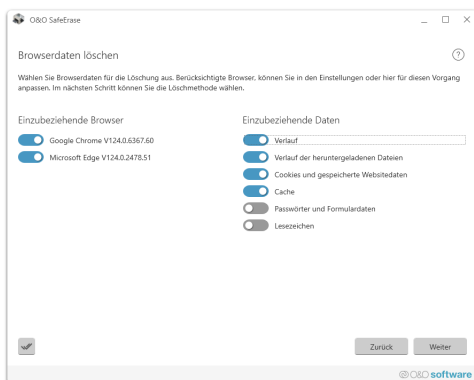 O&O SafeErase
Browserdaten löschen
?
Wählen Sie Browserdaten für die Löschung aus. Berücksichtigte Browser, können Sie in den Einstellungen oder hier für diesen Vorgang
anpassen. Im nächsten Schritt können Sie die Löschmethode wählen.
Einzubeziehende Browser
Google Chrome V124.0.6367.60
Microsoft Edge V124.0.2478.51
Einzubeziehende Daten
Verlauf
Verlauf der heruntergeladenen Dateien
Cookies und gespeicherte Websitedaten
Cache
Passwörter und Formulardaten
Lesezeichen
Zurück
Weiter
O&O software